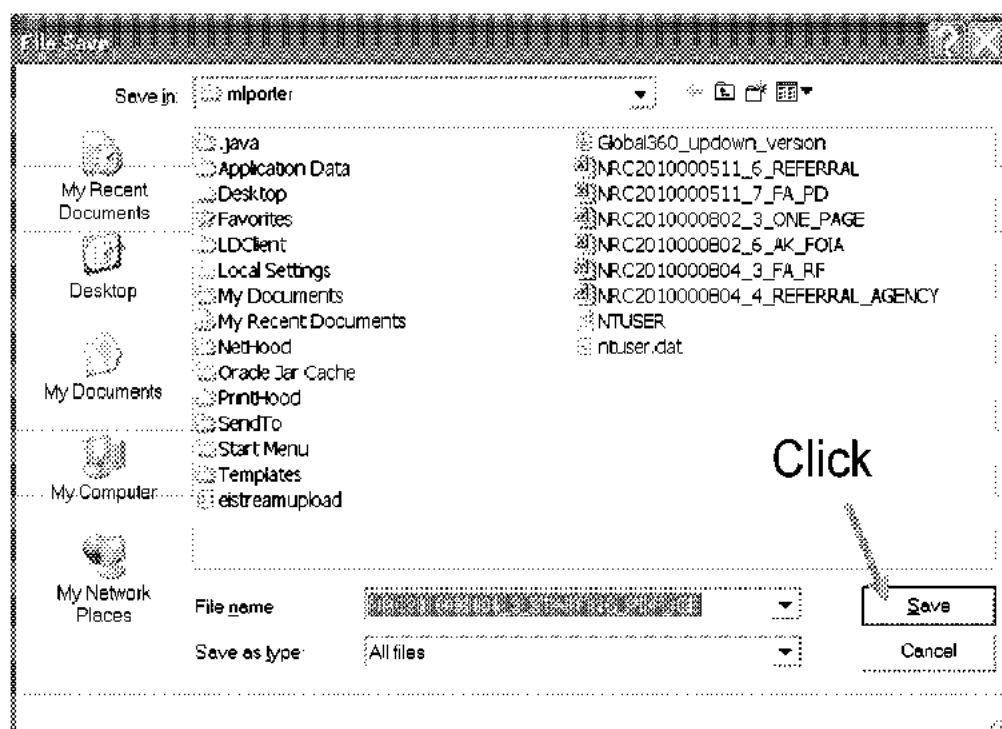 File Save
Save in: mlporter
My Recent
Documents
Desktop
My Documents
My Computer
My Network
Places
.java
Application Data
Desktop
Favorites
LDClient
Local Settings
My Documents
My Recent Documents
NetHood
Oracle Jar Cache
PrintHood
SendTo
Start Menu
Templates
eistreamupload
Global360_updown_version
NRC2010000511_6_REFERRAL
NRC2010000511_7_FA_PD
NRC2010000802_3_ONE_PAGE
NRC2010000802_6_AK_FOIA
NRC2010000804_3_FA_RF
NRC2010000804_4_REFERRAL_AGENCY
NTUSER
ntuser.dat
Click
File name
Save
Save as type: All files
Cancel